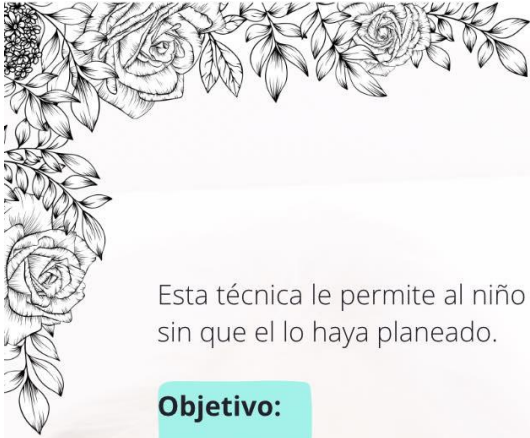 Esta técnica le permite al niño
sin que el lo haya planeado.
Objetivo: